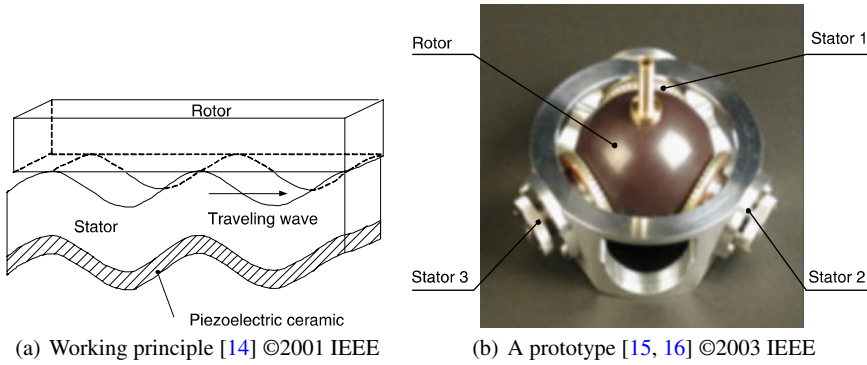 Rotor
Stator
Traveling wave
Piezoelectric ceramic
(a) Working principle [14] ©2001 IEEE
Rotor
Stator 1
Stator 3
Stator 2
(b) A prototype [15, 16] ©2003 IEEE